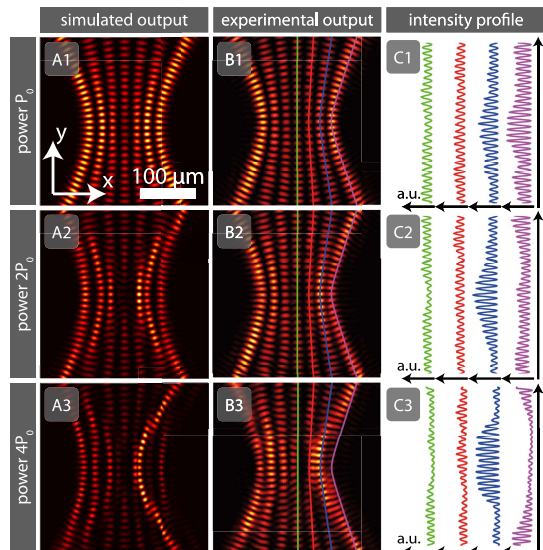 simulated output experimental output intensity profile
power P0
A1 B1 C1
y
x
100 μm
a.u.
power 2P0
A2 B2 C2
a.u.
power 4P0
A3 B3 C3
a.u.